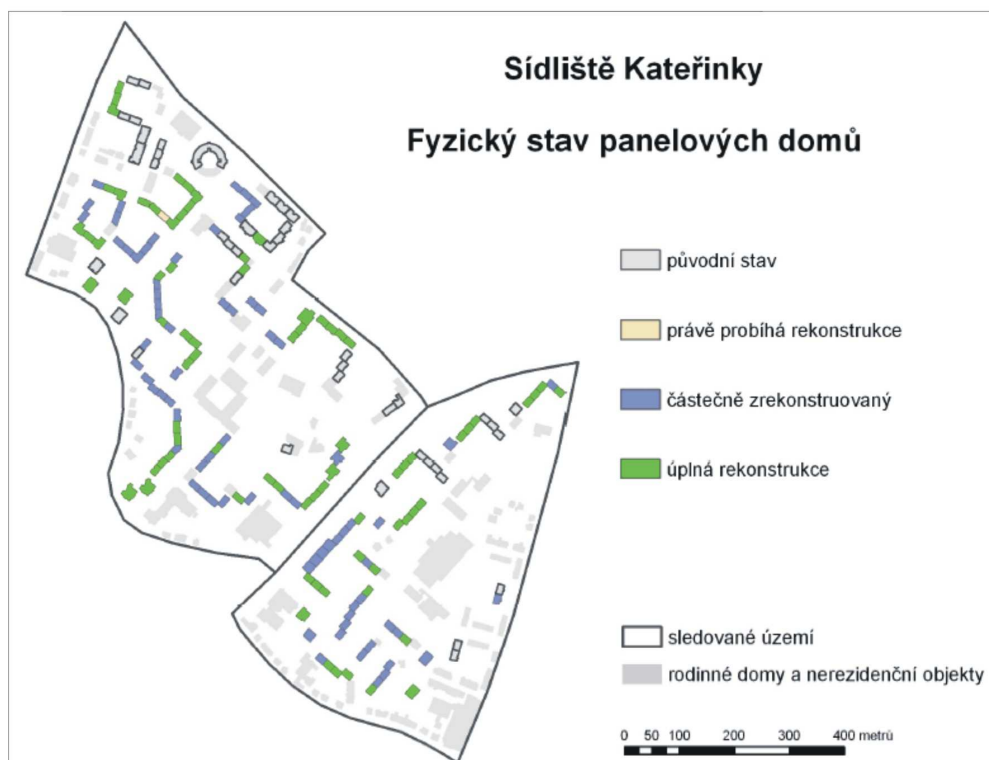 Sídliště Kateřinky
Fyzický stav panelových domů
původní stav
právě probíhá rekonstrukce
částečně zrekonstruovaný
úplná rekonstrukce
sledované území
rodinné domy a nerezidenční objekty
0 50 100 200 300 400 metrů